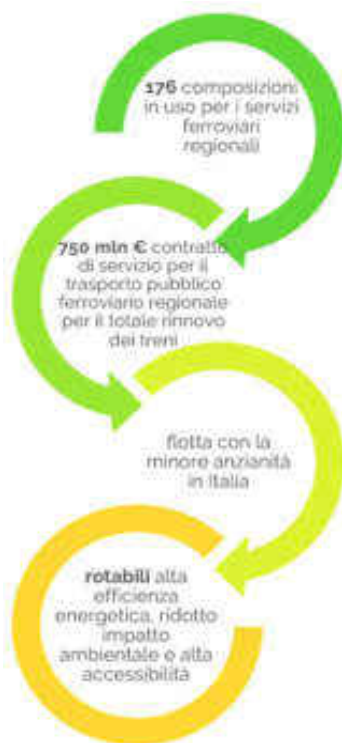 176 composizioni
in uso per i servizi
ferroviari
regionali
750 mln € contratto
di servizio per il
trasporto pubblico
ferroviario regionale
per il totale rinnovo
dei treni
flotta con la
minore anzianità
in Italia
rotabili alta
efficienza
energetica, ridotto
impatto
ambientale e alta
accessibilità